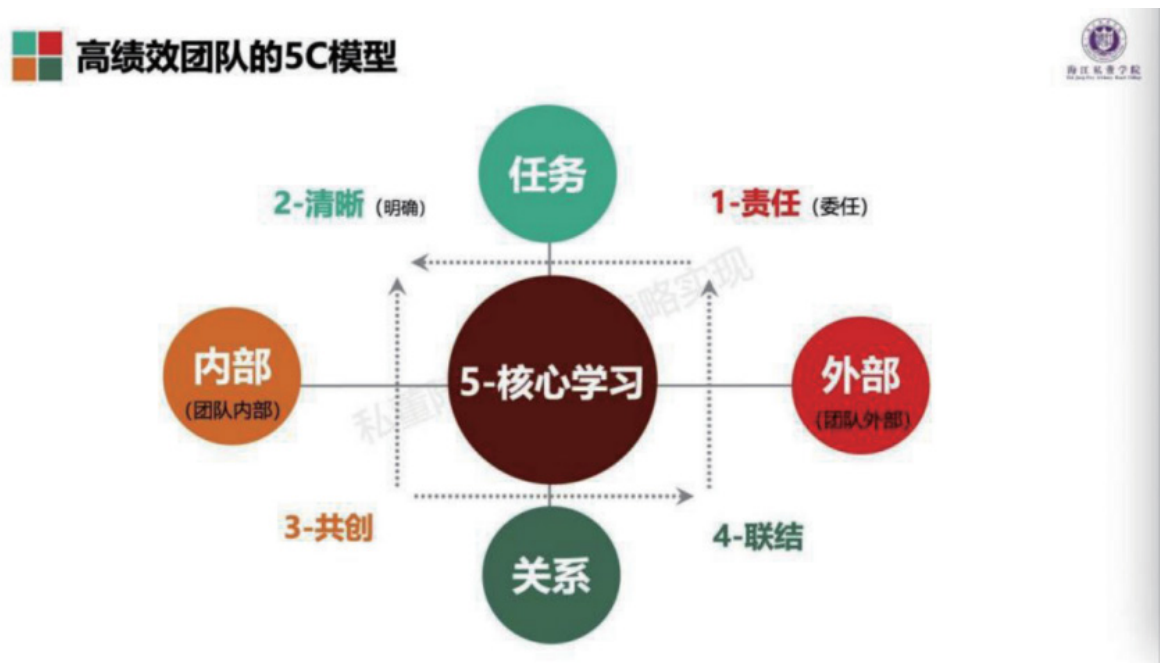 高绩效团队的5C模型
任务
2-清晰（明确）
1-责任（委任）
内部
（团队内部）
5-核心学习
外部
（团队外部）
3-共创
4-联结
关系